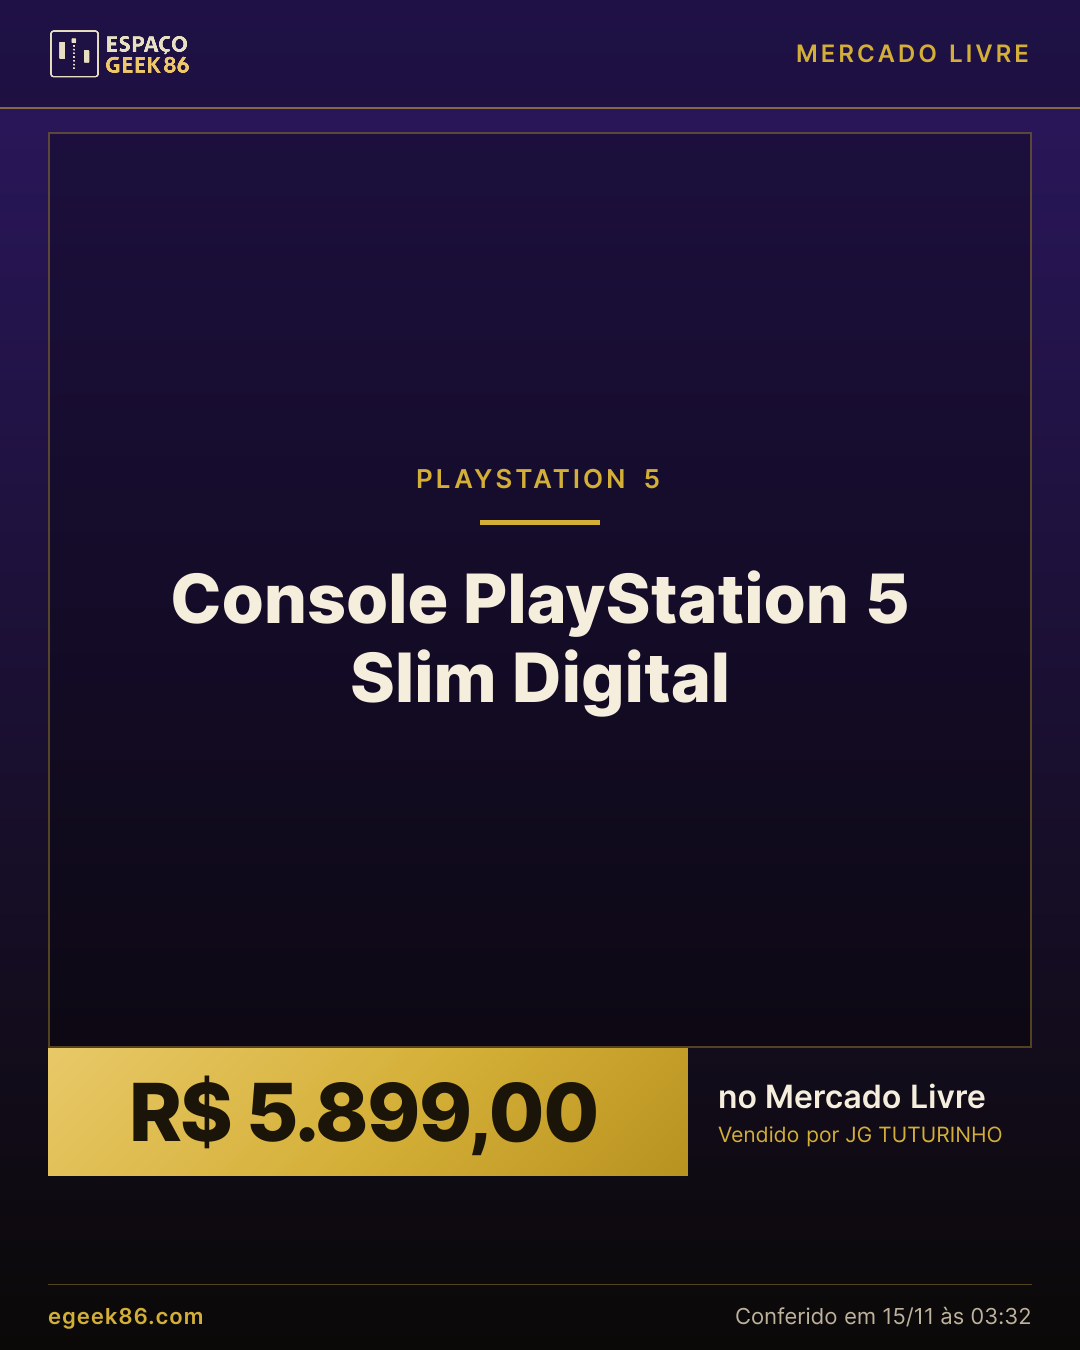 ESPAÇO
GEEK86
MERCADO LIVRE
PLAYSTATION 5
Console PlayStation 5
Slim Digital
R$ 5.899,00
no Mercado Livre
Vendido por JG TUTURINHO
egeek86.com
Conferido em 15/11 às 03:32